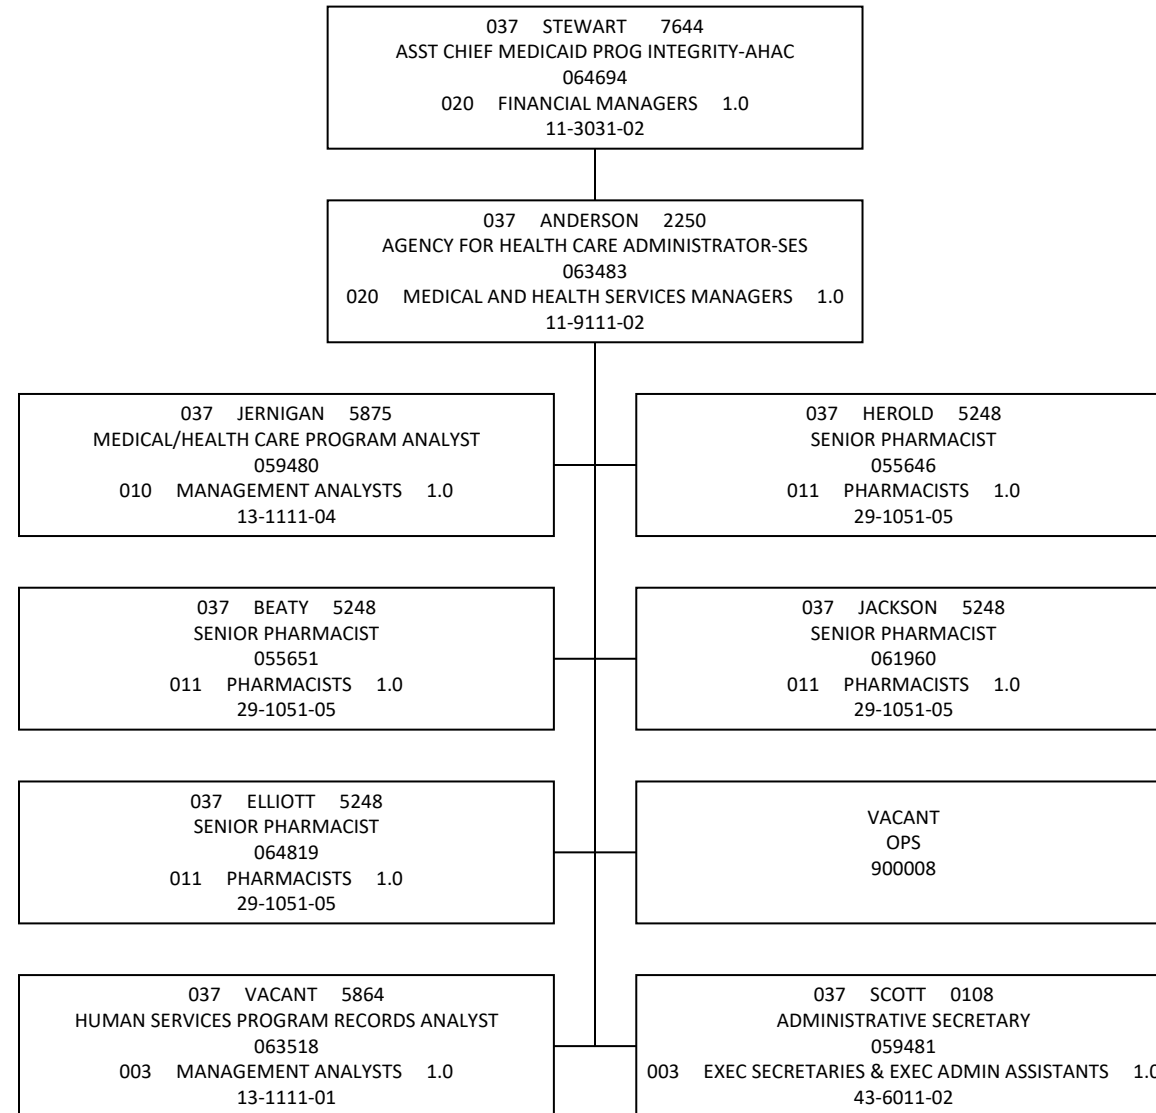 037 STEWART 7644
ASST CHIEF MEDICAID PROG INTEGRITY-AHAC
064694
020 FINANCIAL MANAGERS 1.0
11-3031-02
037 ANDERSON 2250
AGENCY FOR HEALTH CARE ADMINISTRATOR-SES
063483
020 MEDICAL AND HEALTH SERVICES MANAGERS 1.0
11-9111-02
037 JERNIGAN 5875
MEDICAL/HEALTH CARE PROGRAM ANALYST
059480
010 MANAGEMENT ANALYSTS 1.0
13-1111-04
037 HEROLD 5248
SENIOR PHARMACIST
055646
011 PHARMACISTS 1.0
29-1051-05
037 BEATY 5248
SENIOR PHARMACIST
055651
011 PHARMACISTS 1.0
29-1051-05
037 JACKSON 5248
SENIOR PHARMACIST
061960
011 PHARMACISTS 1.0
29-1051-05
037 ELLIOTT 5248
SENIOR PHARMACIST
064819
011 PHARMACISTS 1.0
29-1051-05
VACANT
OPS
900008
037 VACANT 5864
HUMAN SERVICES PROGRAM RECORDS ANALYST
063518
003 MANAGEMENT ANALYSTS 1.0
13-1111-01
037 SCOTT 0108
ADMINISTRATIVE SECRETARY
059481
003 EXEC SECRETARIES & EXEC ADMIN ASSISTANTS 1.0
43-6011-02